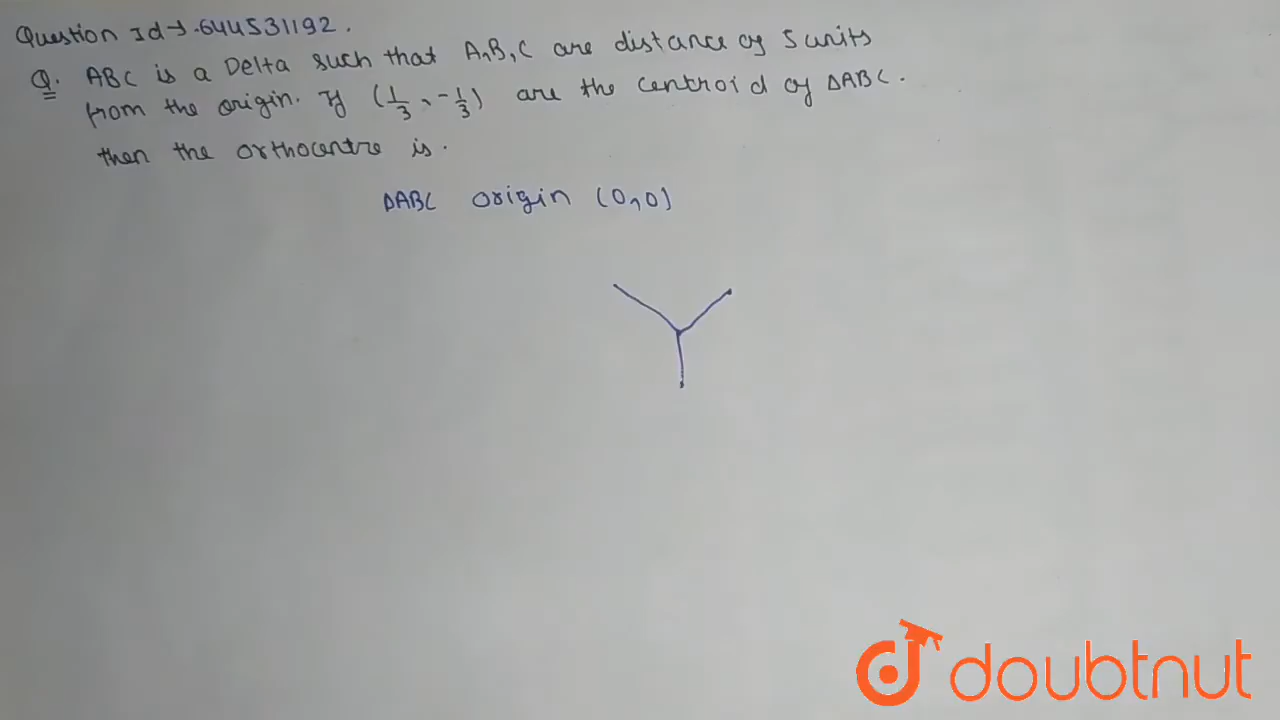 Question Id→.644531192.
Q. ABC is a Delta such that A,B,C are distance of 5 units
from the origin. If (1/3, -1/3) are the centroid of ΔABC.
then the orthocentre is.
ΔABC origin (0,0)
doubtnut